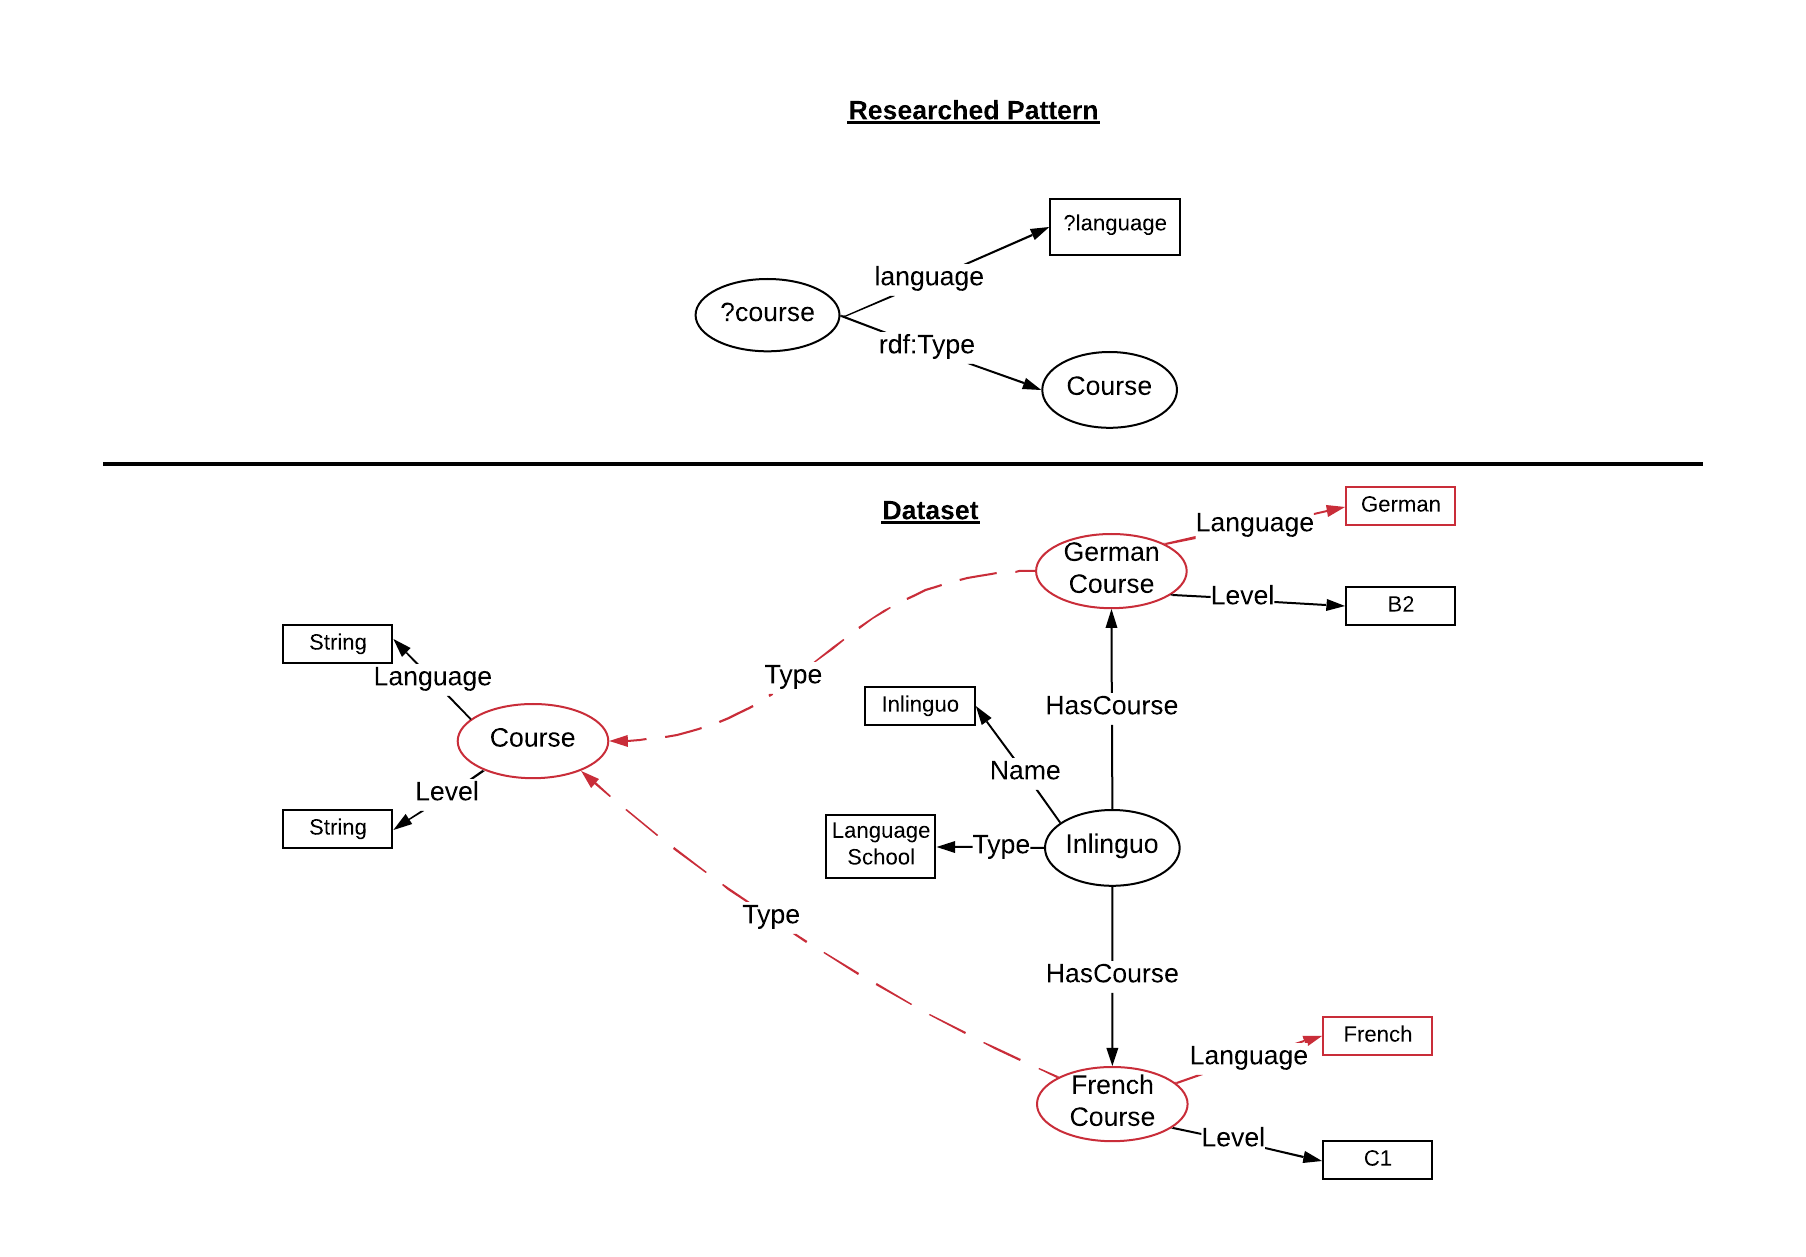 Researched Pattern
?language
language
?course
rdf:Type
Course
Dataset
German
Language
German
Course
Level
B2
String
Language
Type
Inlinguo
HasCourse
Course
Name
Level
String
Language
School
Type
Inlinguo
Type
HasCourse
French
Language
French
Course
Level
C1